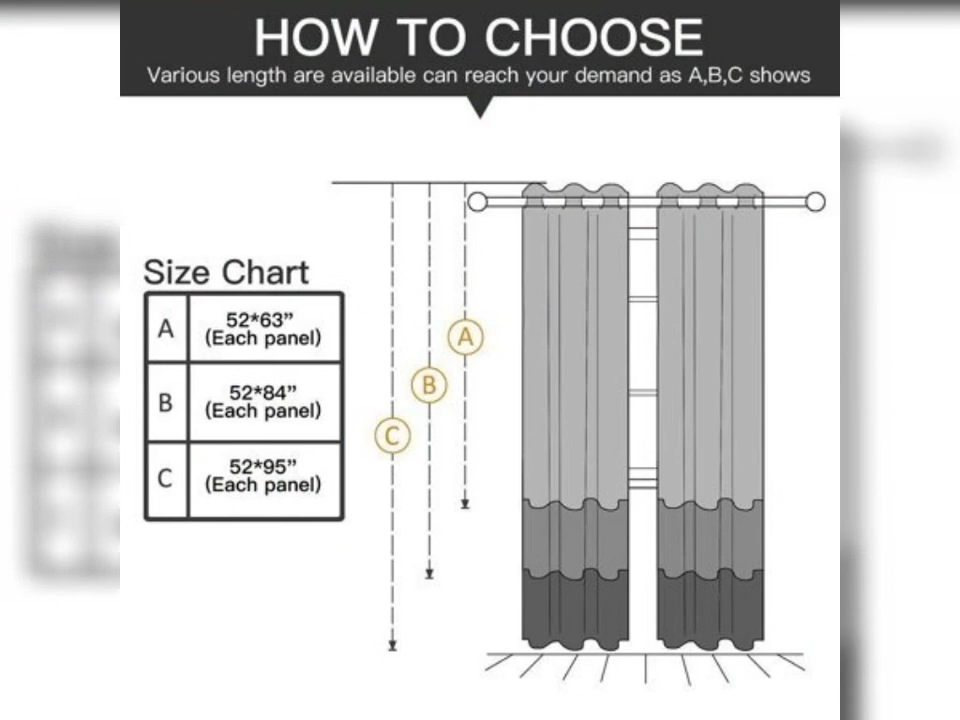 HOW TO CHOOSE
Various length are available can reach your demand as A,B,C shows
Size Chart
A
52*63”
(Each panel)
B
52*84”
(Each panel)
C
52*95”
(Each panel)
A
B
C